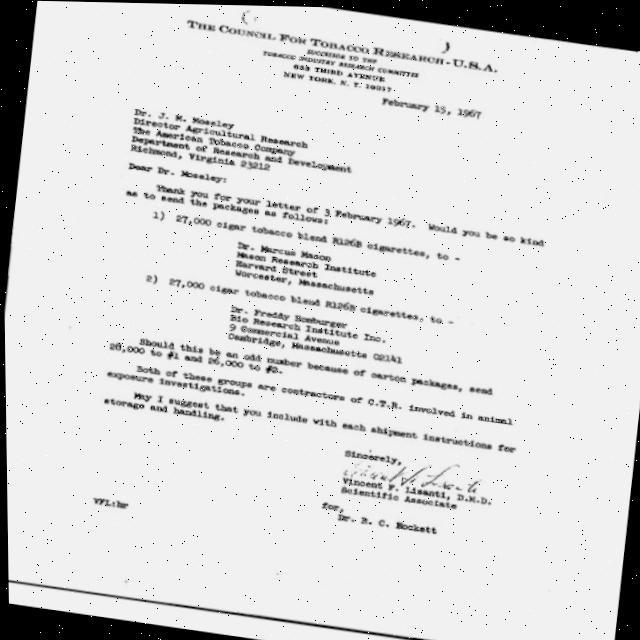 THE COUNCIL FOR TOBACCO RESEARCH - U.S.A.
SUCCESSOR TO THE
TOBACCO INDUSTRY RESEARCH COMMITTEE
633 THIRD AVENUE
NEW YORK, N. Y. 10017
February 15, 1967
Dr. J. M. Mossley
Director Agricultural Research
The American Tobacco Company
Department of Research and Development
Richmond, Virginia 23212
Dear Dr. Mossley:
Thank you for your letter of 3 February 1967. Would you be so kind
as to send the packages as follows:
1) 27,000 cigar tobacco blend R126B cigarettes, to -
Dr. Marcus Mason
Mason Research Institute
Harvard Street
Worcester, Massachusetts
2) 27,000 cigar tobacco blend R126B cigarettes, to -
Dr. Freddy Homburger
Bio Research Institute Inc.
9 Commercial Avenue
Cambridge, Massachusetts 02141
Should this be an odd number because of carton packages, send
28,000 to #1 and 26,000 to #2.
Both of these groups are contractors of C.T.R. involved in animal
exposure investigations.
May I suggest that you include with each shipment instructions for
storage and handling.
Sincerely,
Vincent F. Lisanti, D.M.D.
Scientific Associate
for,
Dr. R. C. Hockett
VFL:hr